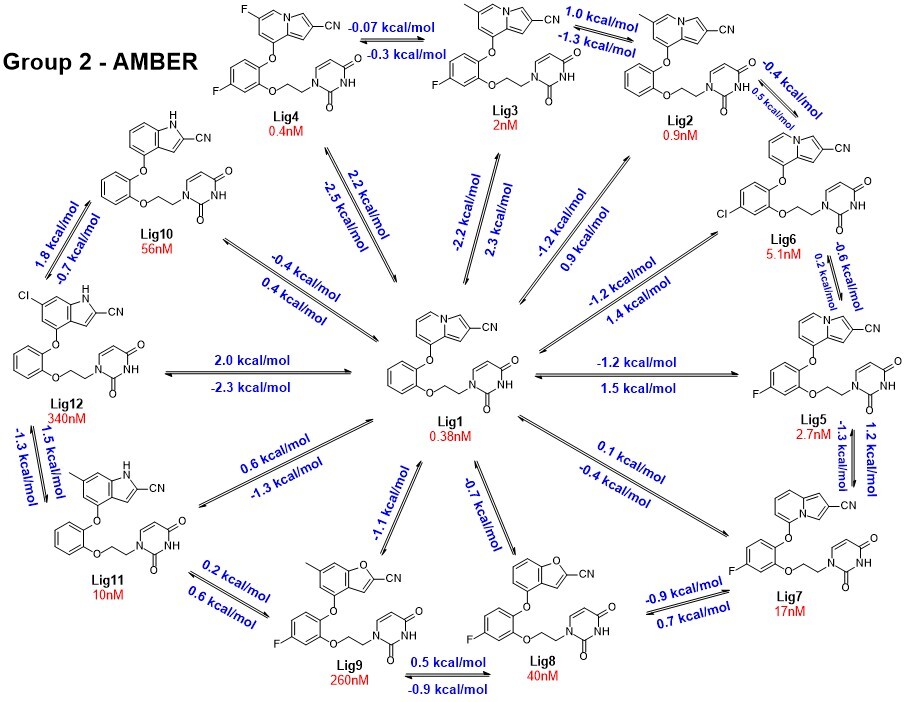 Group 2 - AMBER
F
N
CN
O
F
O
N
O
NH
O
Lig4
0.4nM
-0.07 kcal/mol
-0.3 kcal/mol
N
CN
O
F
O
N
O
NH
O
Lig3
2nM
1.0 kcal/mol
-1.3 kcal/mol
N
CN
O
O
N
O
NH
O
Lig2
0.9nM
-0.4 kcal/mol
0.5 kcal/mol
H
N
CN
O
O
N
O
NH
O
Lig10
56nM
2.2 kcal/mol
-2.5 kcal/mol
-2.2 kcal/mol
2.3 kcal/mol
-1.2 kcal/mol
0.9 kcal/mol
N
CN
O
Cl
O
N
O
NH
O
Lig6
5.1nM
1.8 kcal/mol
-0.7 kcal/mol
-0.4 kcal/mol
0.4 kcal/mol
-1.2 kcal/mol
1.4 kcal/mol
-0.6 kcal/mol
0.2 kcal/mol
Cl
H
N
CN
O
O
N
O
NH
O
Lig12
340nM
2.0 kcal/mol
-2.3 kcal/mol
N
CN
O
O
N
O
NH
O
Lig1
0.38nM
-1.2 kcal/mol
1.5 kcal/mol
N
CN
O
F
O
N
O
NH
O
Lig5
2.7nM
-1.3 kcal/mol
1.5 kcal/mol
0.6 kcal/mol
-1.3 kcal/mol
-1.1 kcal/mol
-0.7 kcal/mol
0.1 kcal/mol
-0.4 kcal/mol
-1.3 kcal/mol
1.2 kcal/mol
H
N
CN
O
O
N
O
NH
O
Lig11
10nM
0.2 kcal/mol
0.6 kcal/mol
O
CN
O
F
O
N
O
NH
O
Lig9
260nM
0.5 kcal/mol
-0.9 kcal/mol
O
CN
O
F
O
N
O
NH
O
Lig8
40nM
-0.9 kcal/mol
0.7 kcal/mol
N
CN
O
F
O
N
O
NH
O
Lig7
17nM